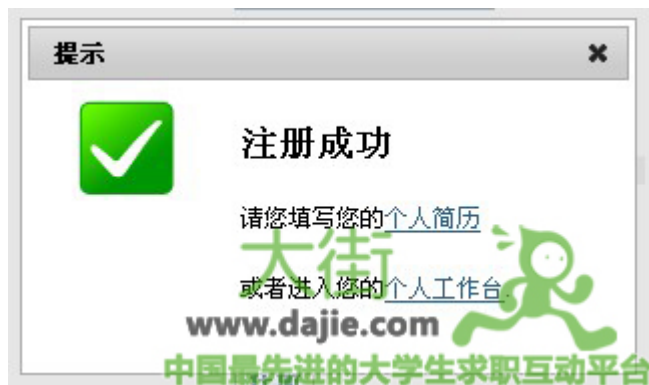 提示
注册成功
请您填写您的个人简历
大街
或者进入您的个人工作台.
www.dajie.com
中国最先进的大学生求职互动平台